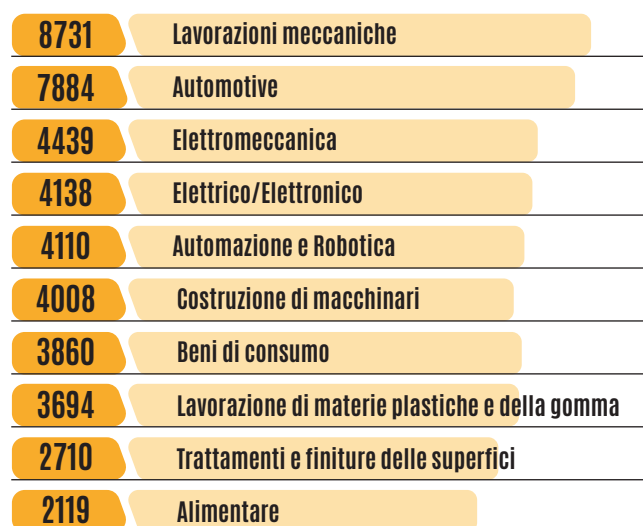 8731 Lavorazioni meccaniche
7884 Automotive
4439 Elettromeccanica
4138 Elettrico/Elettronico
4110 Automazione e Robotica
4008 Costruzione di macchinari
3860 Beni di consumo
3694 Lavorazione di materie plastiche e della gomma
2710 Trattamenti e finiture delle superfici
2119 Alimentare